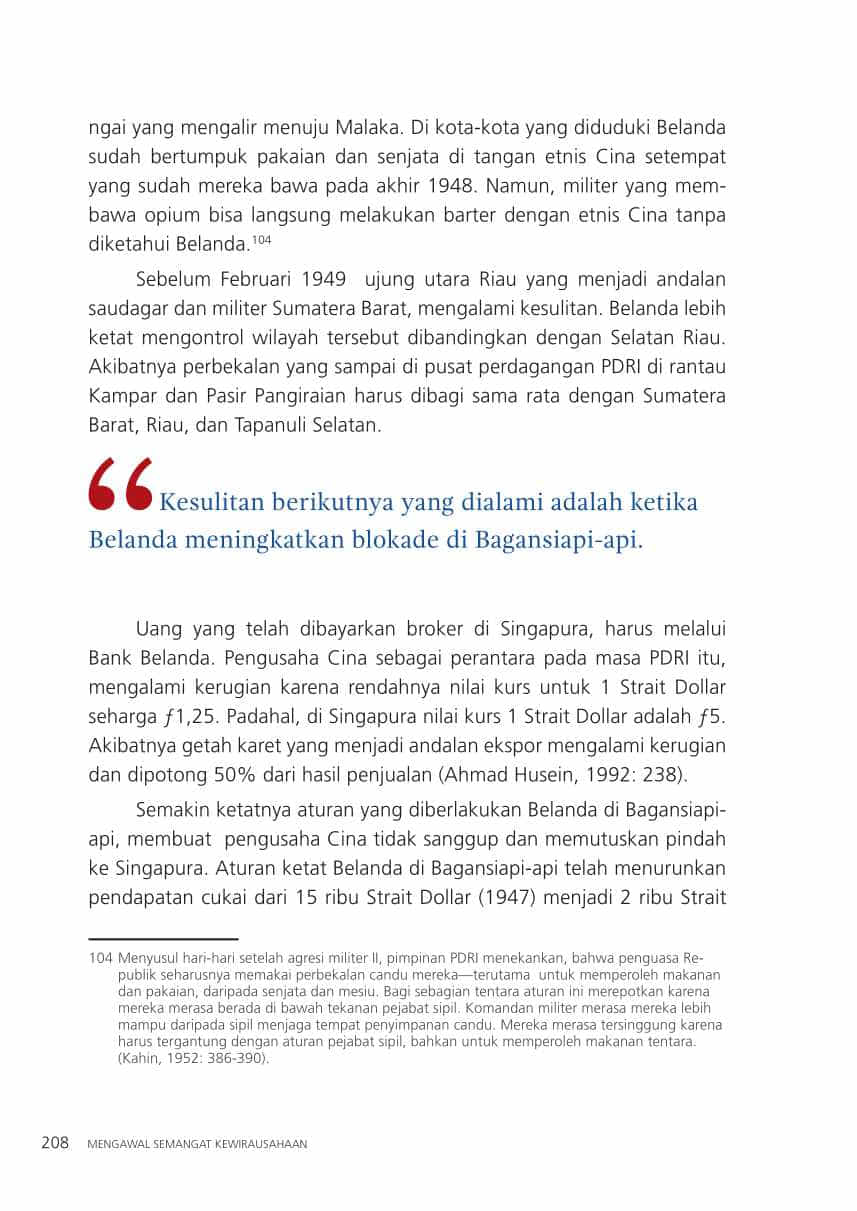 ngai yang mengalir menuju Malaka. Di kota-kota yang diduduki Belanda
sudah bertumpuk pakaian dan senjata di tangan etnis Cina setempat
yang sudah mereka bawa pada akhir 1948. Namun, militer yang mem-
bawa opium bisa langsung melakukan barter dengan etnis Cina tanpa
diketahui Belanda.104
Sebelum Februari 1949 ujung utara Riau yang menjadi andalan
saudagar dan militer Sumatera Barat, mengalami kesulitan. Belanda lebih
ketat mengontrol wilayah tersebut dibandingkan dengan Selatan Riau.
Akibatnya perbekalan yang sampai di pusat perdagangan PDRI di rantau
Kampar dan Pasir Pangiraian harus dibagi sama rata dengan Sumatera
Barat, Riau, dan Tapanuli Selatan.
“Kesulitan berikutnya yang dialami adalah ketika
Belanda meningkatkan blokade di Bagansiapi-api.
Uang yang telah dibayarkan broker di Singapura, harus melalui
Bank Belanda. Pengusaha Cina sebagai perantara pada masa PDRI itu,
mengalami kerugian karena rendahnya nilai kurs untuk 1 Strait Dollar
seharga ƒ1,25. Padahal, di Singapura nilai kurs 1 Strait Dollar adalah ƒ5.
Akibatnya getah karet yang menjadi andalan ekspor mengalami kerugian
dan dipotong 50% dari hasil penjualan (Ahmad Husein, 1992: 238).
Semakin ketatnya aturan yang diberlakukan Belanda di Bagansiapi-
api, membuat pengusaha Cina tidak sanggup dan memutuskan pindah
ke Singapura. Aturan ketat Belanda di Bagansiapi-api telah menurunkan
pendapatan cukai dari 15 ribu Strait Dollar (1947) menjadi 2 ribu Strait
104 Menyusul hari-hari setelah agresi militer II, pimpinan PDRI menekankan, bahwa penguasa Re-
publik seharusnya memakai perbekalan candu mereka—terutama untuk memperoleh makanan
dan pakaian, daripada senjata dan mesiu. Bagi sebagian tentara aturan ini merepotkan karena
mereka merasa berada di bawah tekanan pejabat sipil. Komandan militer merasa mereka lebih
mampu daripada sipil menjaga tempat penyimpanan candu. Mereka merasa tersinggung karena
harus tergantung dengan aturan pejabat sipil, bahkan untuk memperoleh makanan tentara.
(Kahin, 1952: 386-390).
208 MENGAWAL SEMANGAT KEWIRAUSAHAAN